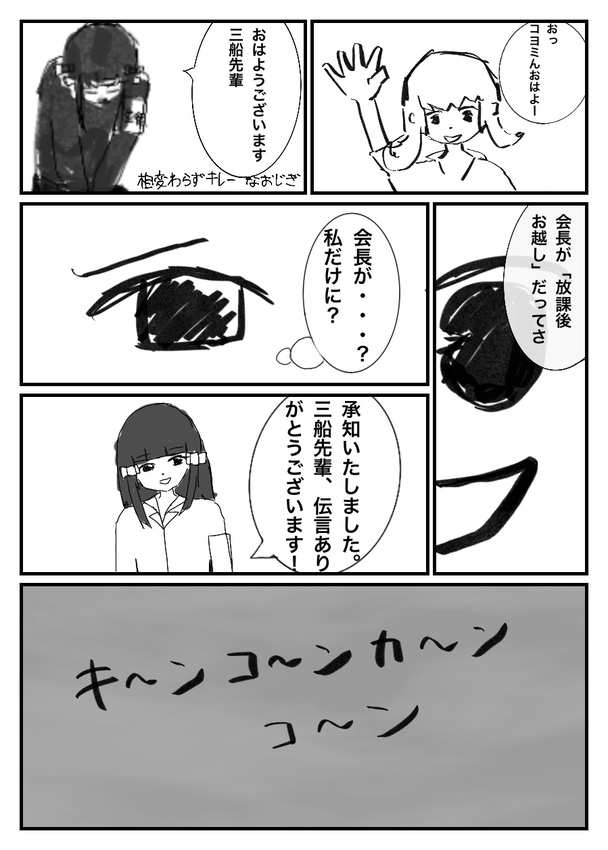 おっ
コヨミんおはよー
おはようございます
三船先輩
相変わらずキレーなおじぎ
会長が「放課後
お越し」だってさ
会長が・・・?
私だけに?
承知いたしました。
三船先輩、伝言あり
がとうございます!
キ〜ンコ〜ンカ〜ン
コ〜ン